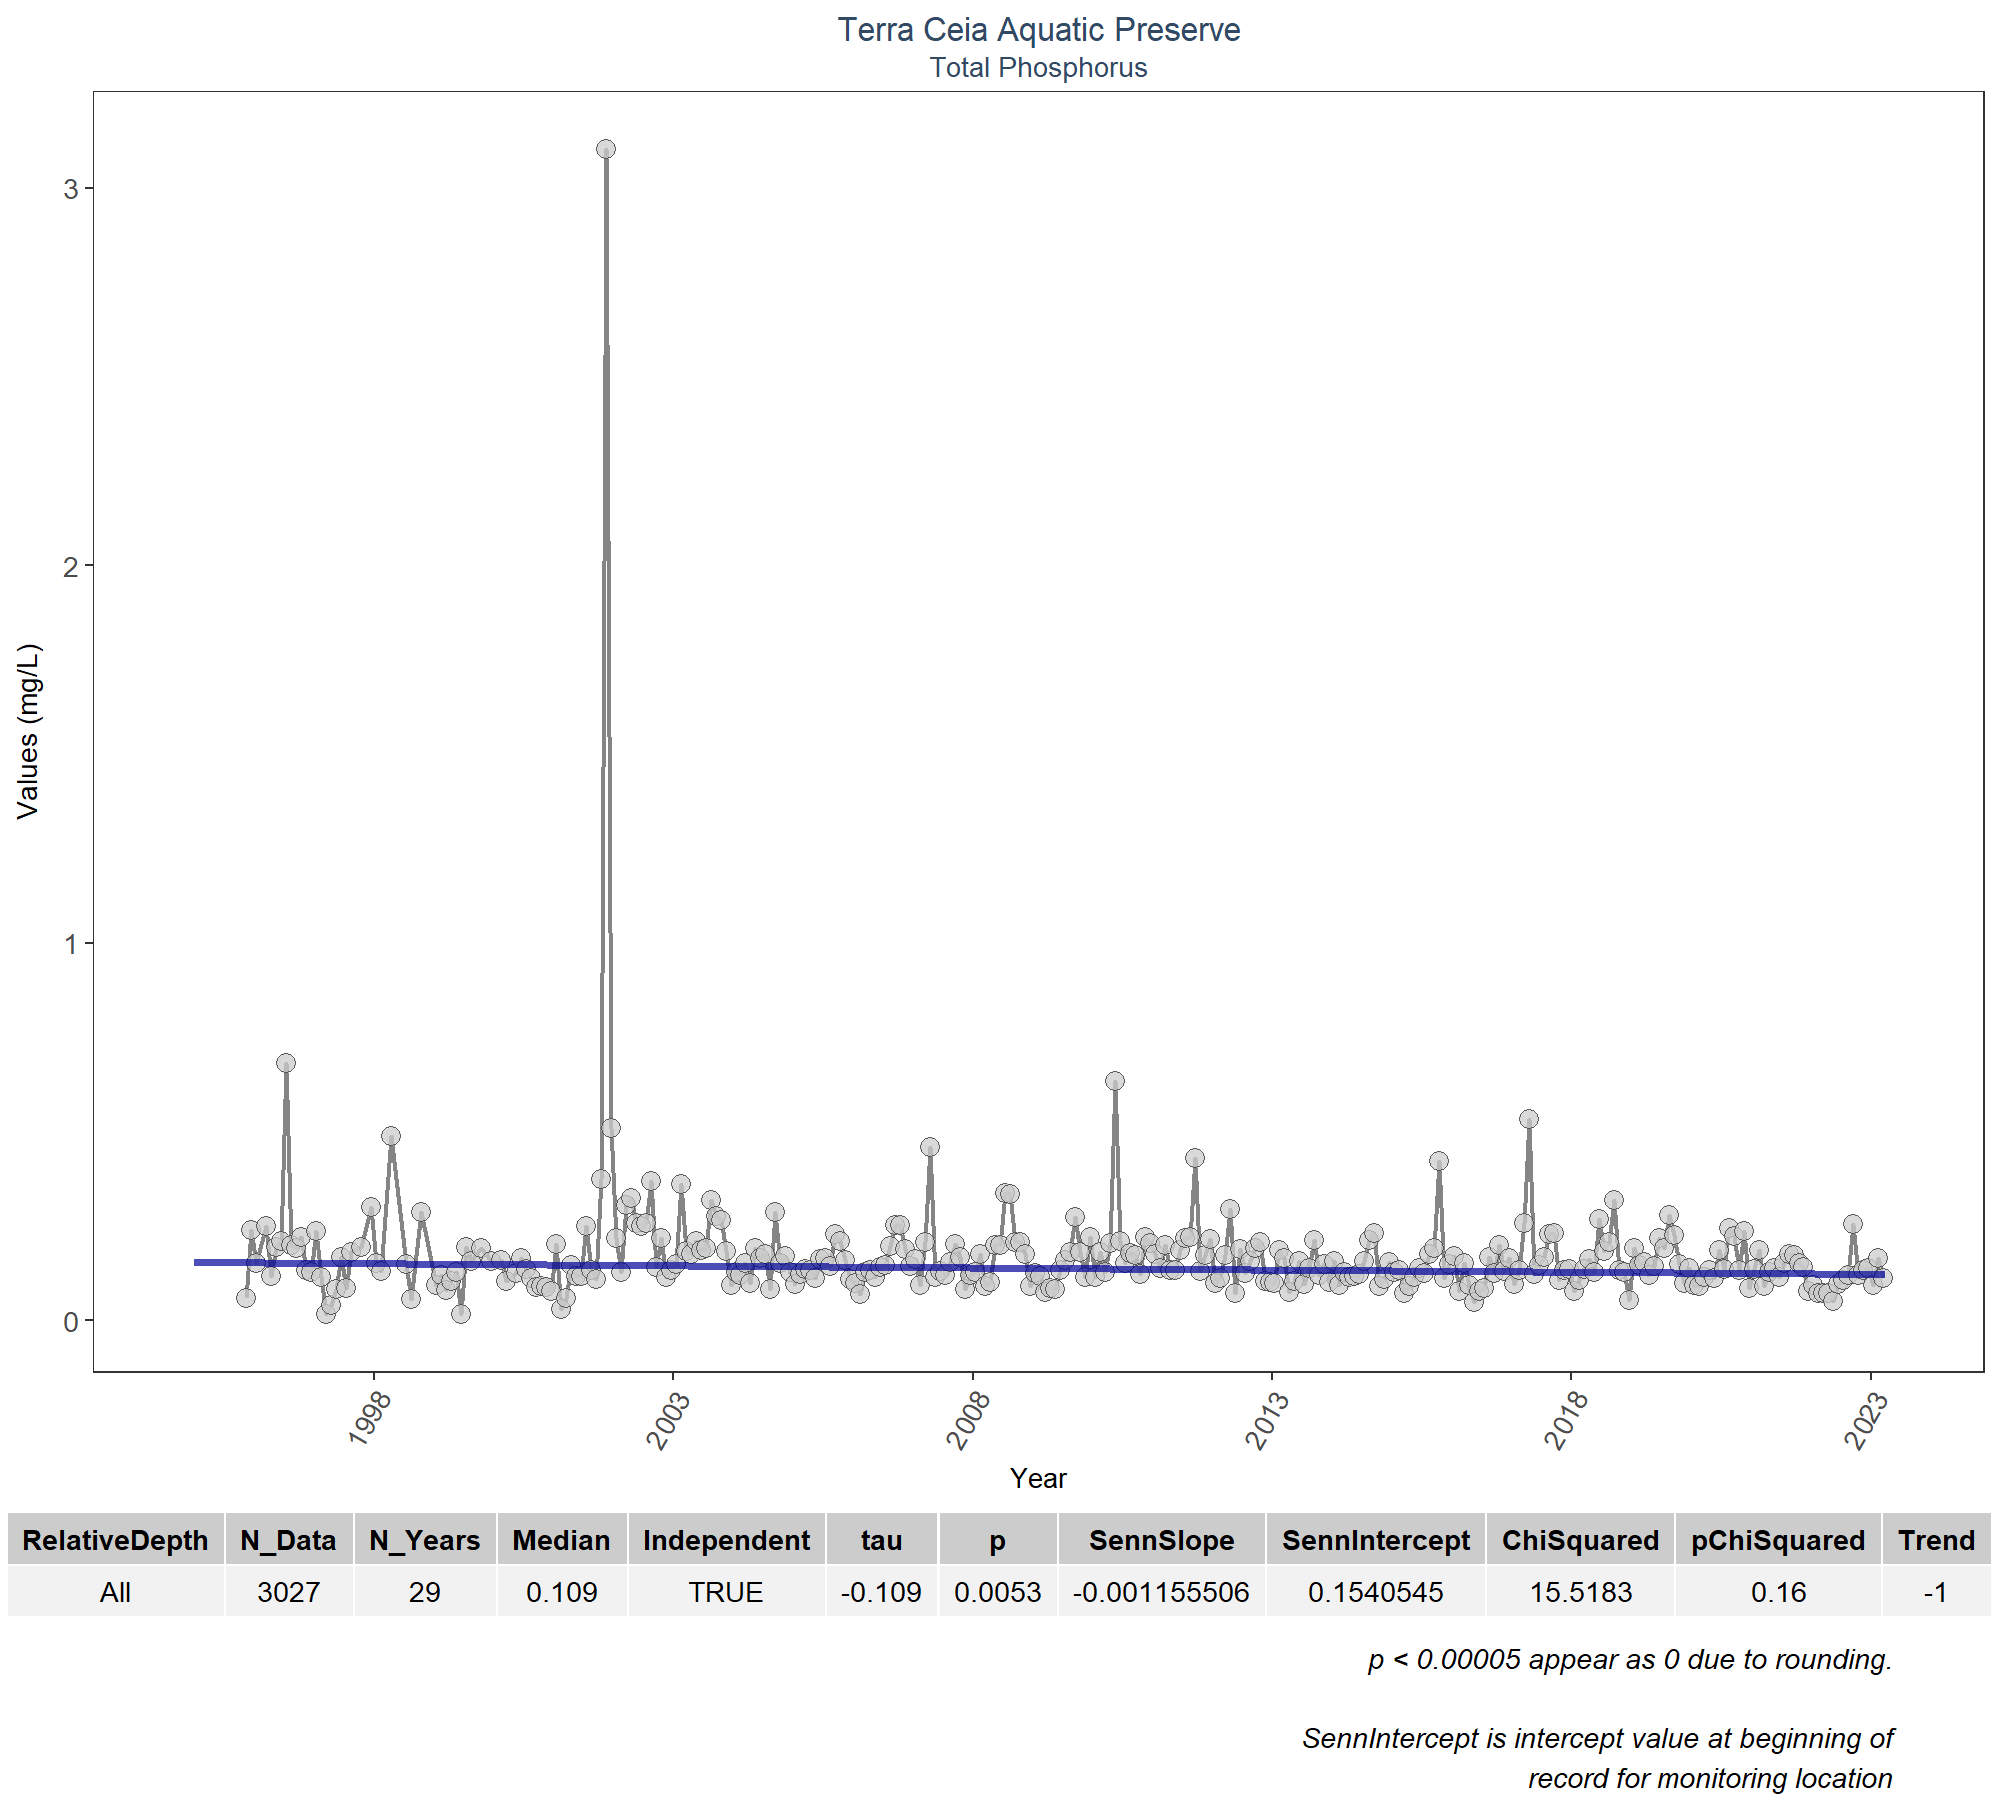 Terra Ceia Aquatic Preserve
Total Phosphorus
Values (mg/L)
3
2
1
0
1998 2003 2008 2013 2018 2023
Year
RelativeDepth N_Data N_Years Median Independent tau p SennSlope SennIntercept ChiSquared pChiSquared Trend
All 3027 29 0.109 TRUE -0.109 0.0053 -0.001155506 0.1540545 15.5183 0.16 -1
p < 0.00005 appear as 0 due to rounding.
SennIntercept is intercept value at beginning of
record for monitoring location